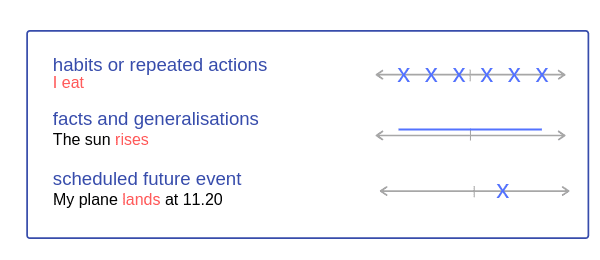 habits or repeated actions
I eat
X X X X X X
facts and generalisations
The sun rises
scheduled future event
My plane lands at 11.20
X